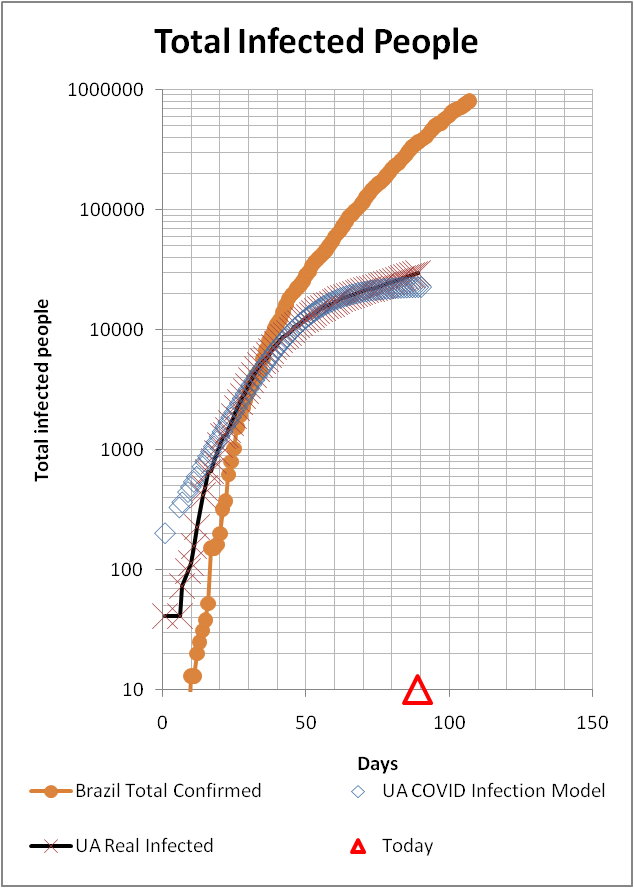 Total Infected People
1000000
100000
10000
1000
100
10
Total infected people
0 50 100 150
Days
Brazil Total Confirmed
UA COVID Infection Model
UA Real Infected
Today